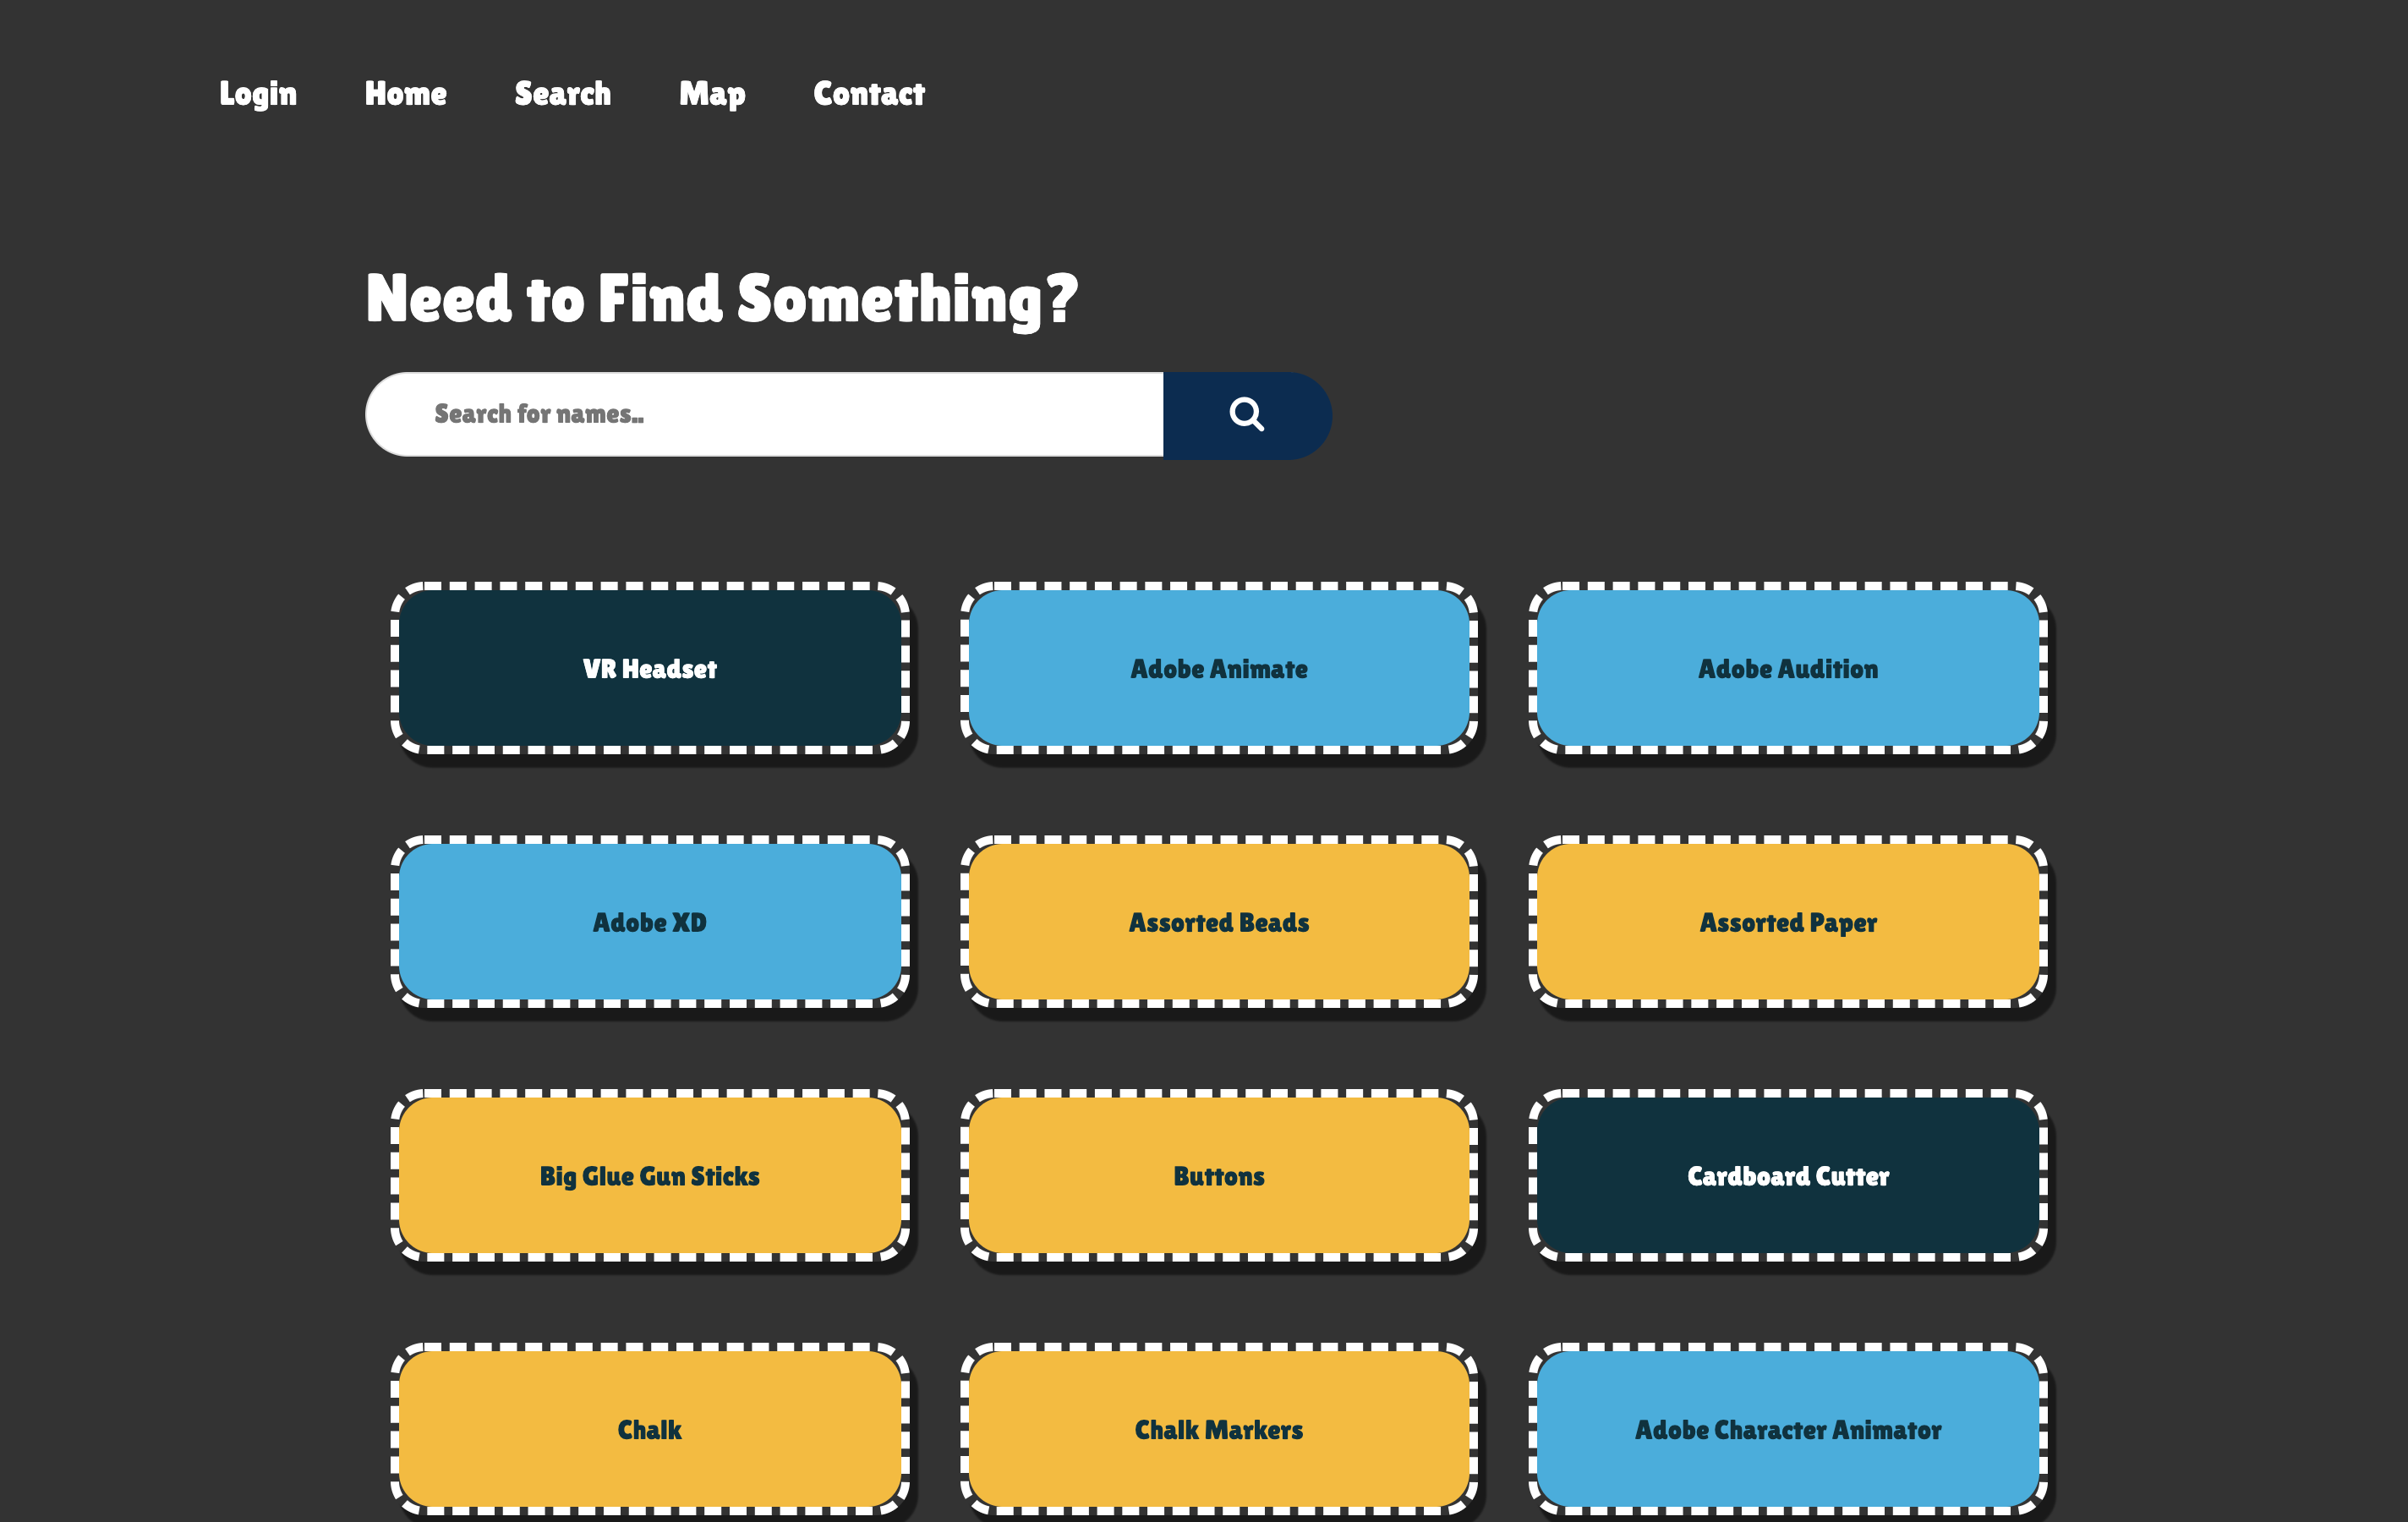 Login Home Search Map Contact
Need to Find Something?
Search for names..
VR Headset
Adobe Animate
Adobe Audition
Adobe XD
Assorted Beads
Assorted Paper
Big Glue Gun Sticks
Buttons
Cardboard Cutter
Chalk
Chalk Markers
Adobe Character Animator